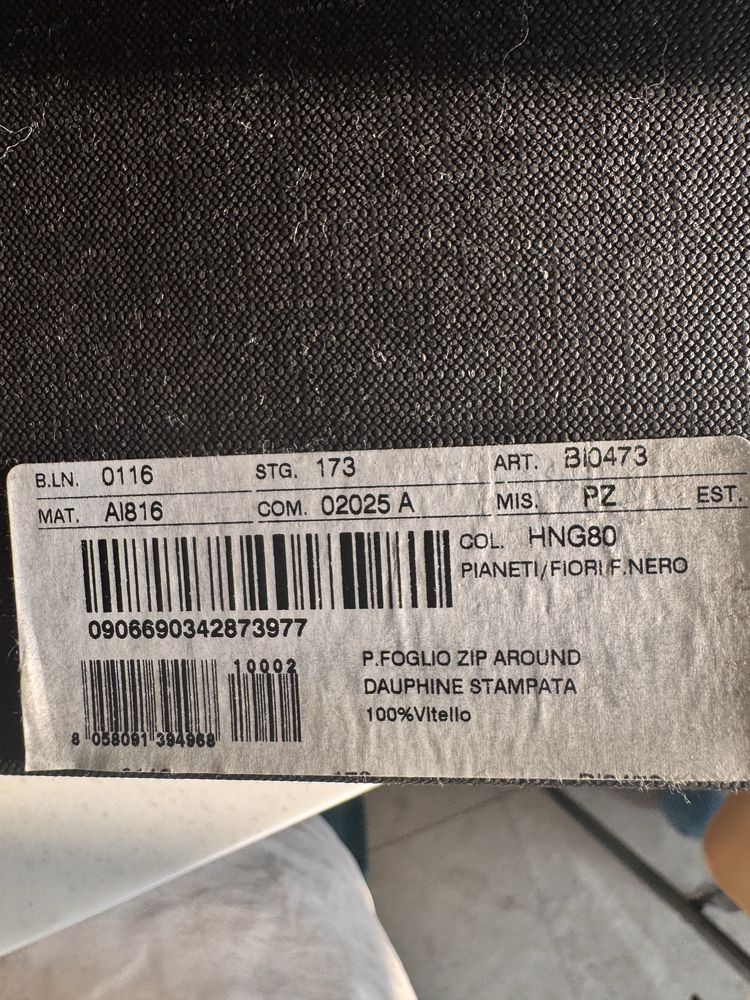 B.LN. 0116 STG. 173 ART. BI0473
MAT. AI816 COM. 02025 A MIS. PZ EST.
COL. HNG80
PIANETI/FIORI F.NERO
0906690342873977
P.FOGLIO ZIP AROUND
DAUPHINE STAMPATA
100%Vitello
10002
8 058091 394968